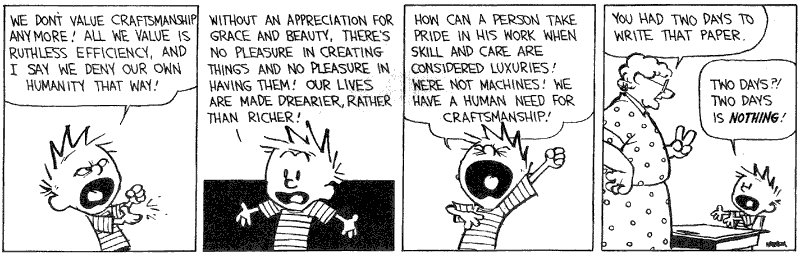 WE DON'T VALUE CRAFTSMANSHIP
ANYMORE! ALL WE VALUE IS
RUTHLESS EFFICIENCY, AND
I SAY WE DENY OUR OWN
HUMANITY THAT WAY!
WITHOUT AN APPRECIATION FOR
GRACE AND BEAUTY, THERE'S
NO PLEASURE IN CREATING
THINGS AND NO PLEASURE IN
HAVING THEM! OUR LIVES
ARE MADE DREARIER, RATHER
THAN RICHER!
HOW CAN A PERSON TAKE
PRIDE IN HIS WORK WHEN
SKILL AND CARE ARE
CONSIDERED LUXURIES!
WE'RE NOT MACHINES! WE
HAVE A HUMAN NEED FOR
CRAFTSMANSHIP!
YOU HAD TWO DAYS TO
WRITE THAT PAPER.
TWO DAYS?!
TWO DAYS
IS NOTHING!